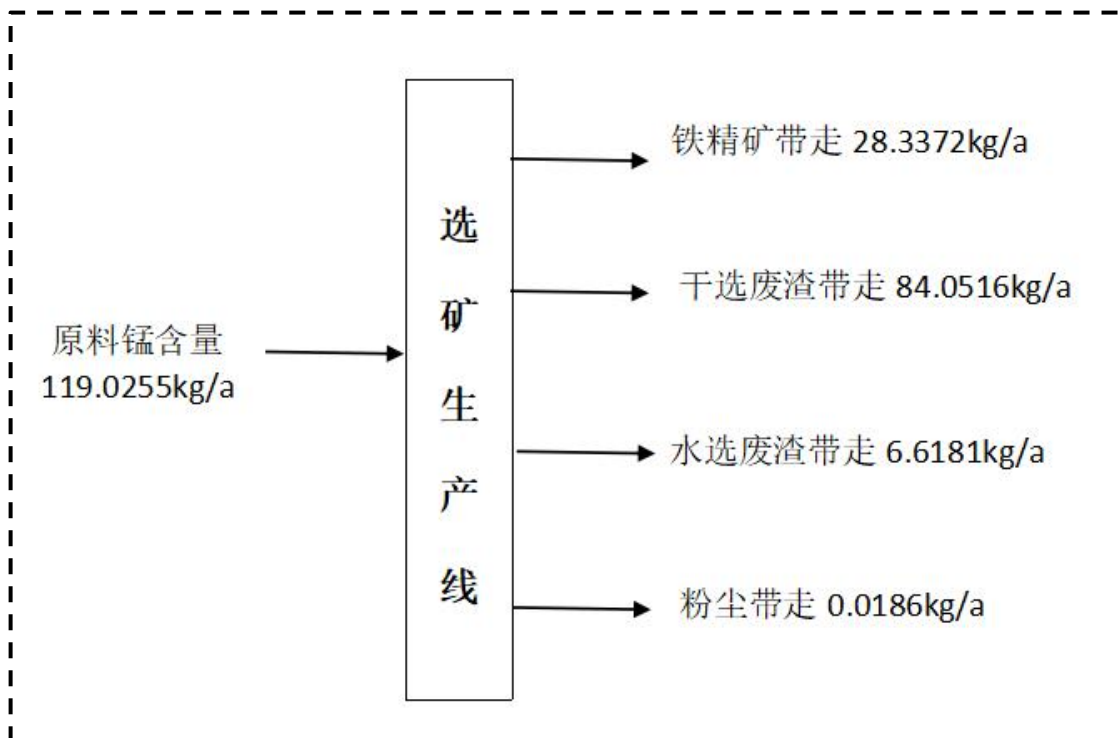 原料锰含量
119.0255kg/a
选
矿
生
产
线
铁精矿带走 28.3372kg/a
干选废渣带走 84.0516kg/a
水选废渣带走 6.6181kg/a
粉尘带走 0.0186kg/a